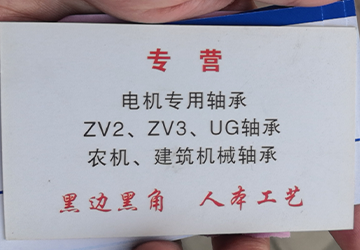 专 营
电机专用轴承
ZV2、ZV3、UG轴承
农机、建筑机械轴承
黑边黑角 人本工艺